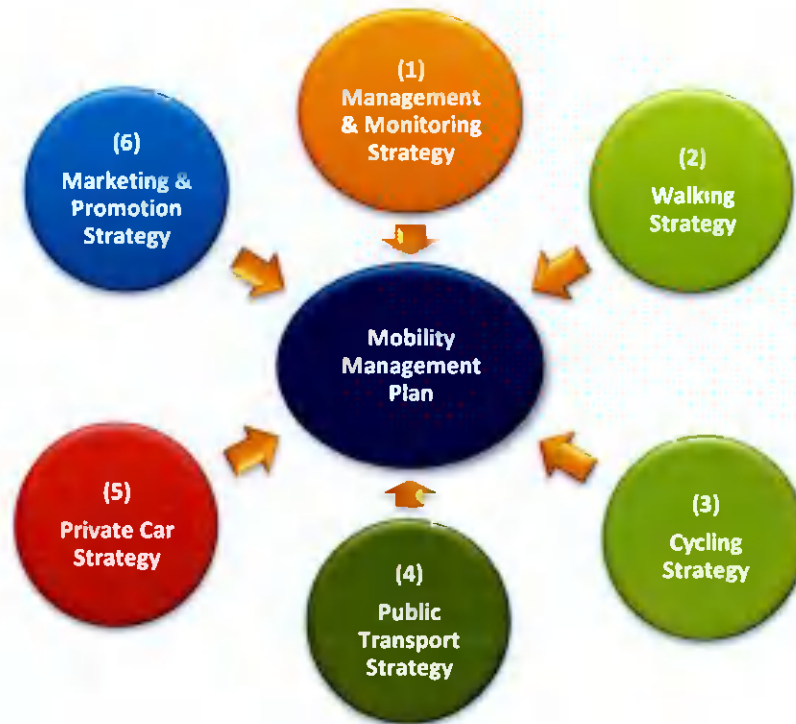 (1)
Management
& Monitoring
Strategy
(2)
Walking
Strategy
(3)
Cycling
Strategy
(4)
Public
Transport
Strategy
(5)
Private Car
Strategy
(6)
Marketing &
Promotion
Strategy
Mobility
Management
Plan